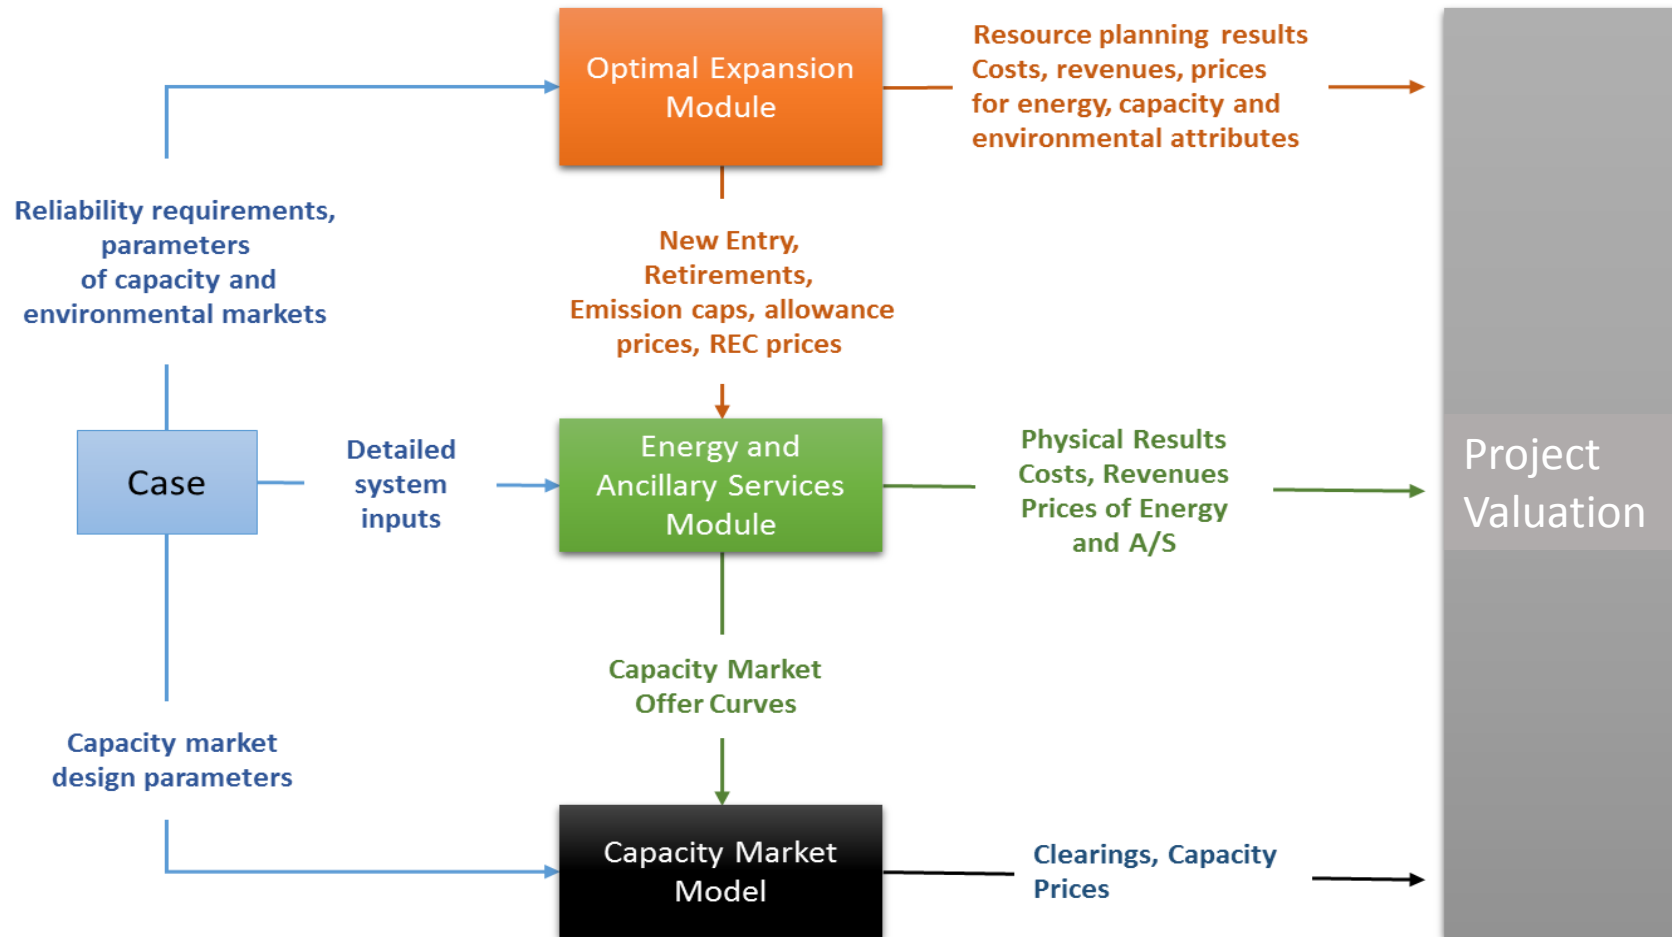 Optimal Expansion
Module
Resource planning results
Costs, revenues, prices
for energy, capacity and
environmental attributes
Reliability requirements,
parameters
of capacity and
environmental markets
New Entry,
Retirements,
Emission caps, allowance
prices, REC prices
Case
Detailed
system
inputs
Energy and
Ancillary Services
Module
Physical Results
Costs, Revenues
Prices of Energy
and A/S
Project
Valuation
Capacity Market
Offer Curves
Capacity market
design parameters
Capacity Market
Model
Clearings, Capacity
Prices